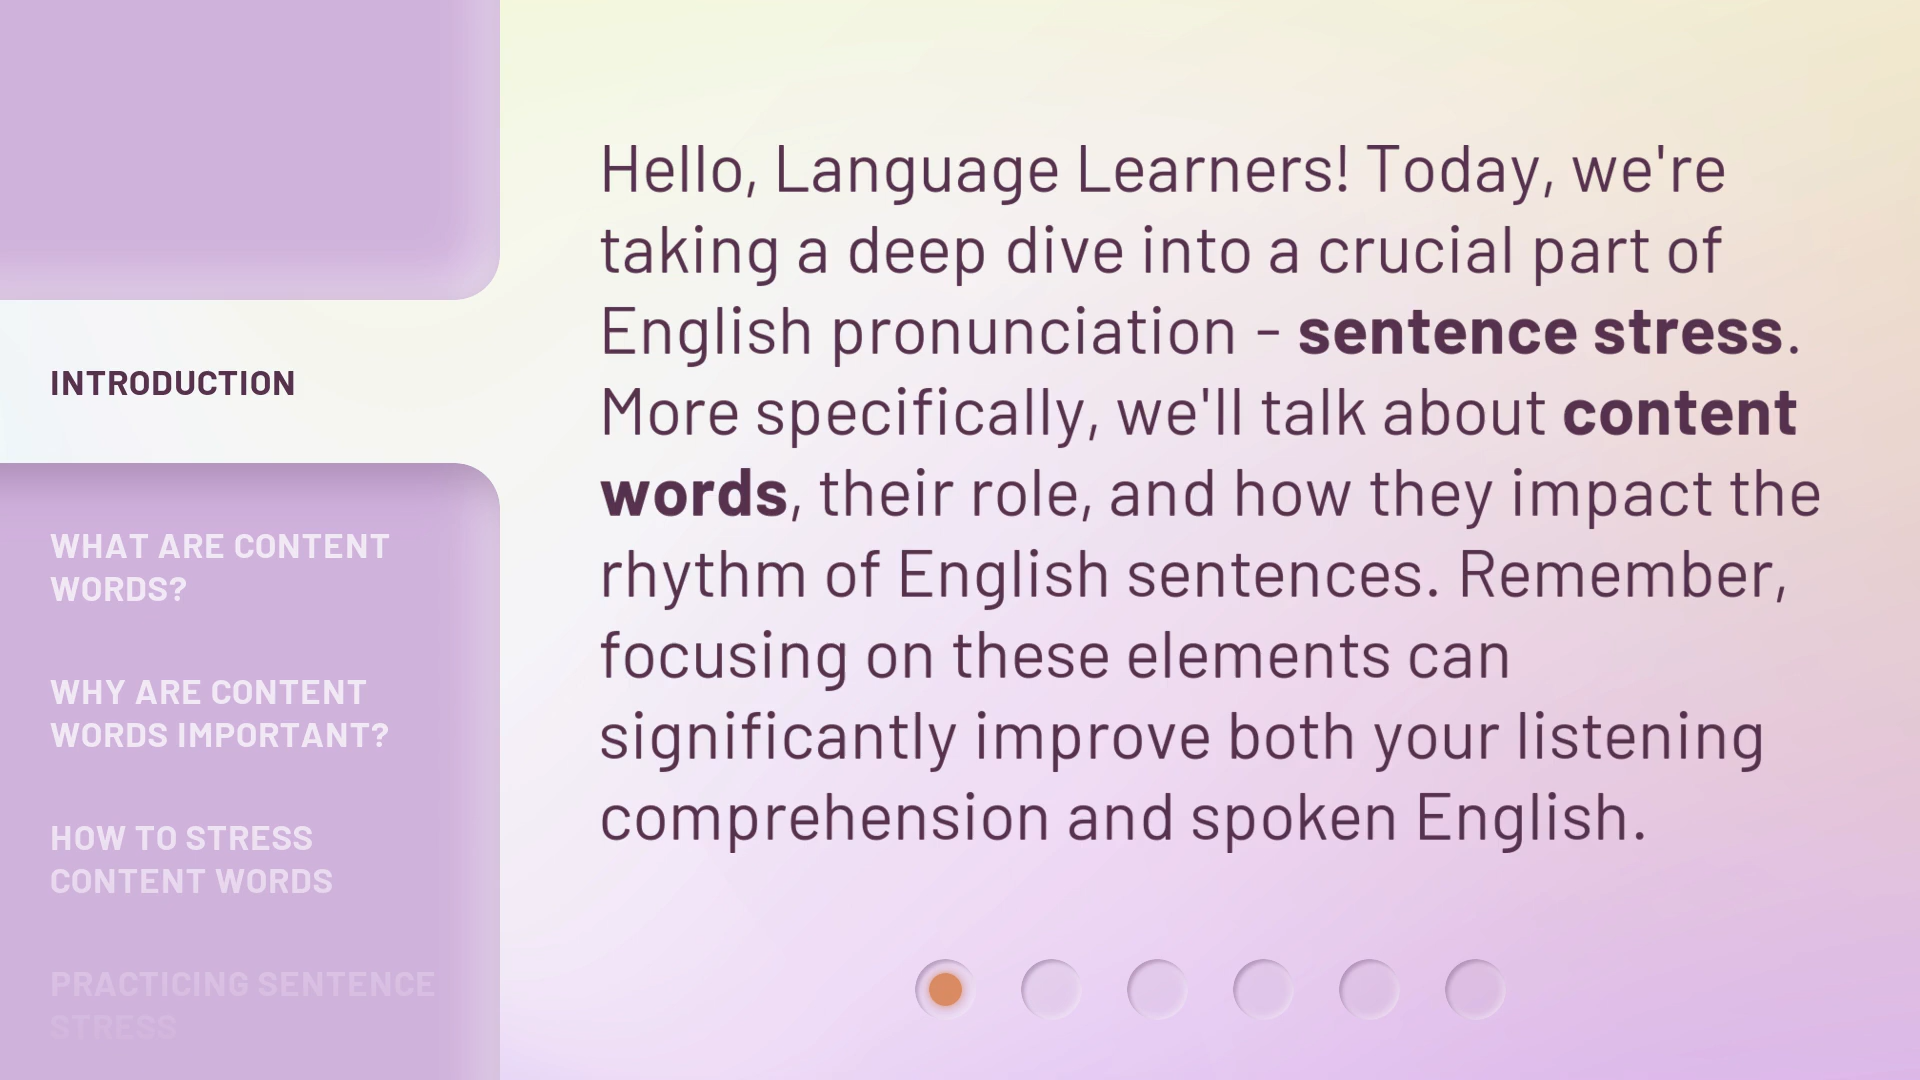 INTRODUCTION
WHAT ARE CONTENT
WORDS?
WHY ARE CONTENT
WORDS IMPORTANT?
HOW TO STRESS
CONTENT WORDS
PRACTICING SENTENCE
STRESS
Hello, Language Learners! Today, we're
taking a deep dive into a crucial part of
English pronunciation - sentence stress.
More specifically, we'll talk about content
words, their role, and how they impact the
rhythm of English sentences. Remember,
focusing on these elements can
significantly improve both your listening
comprehension and spoken English.